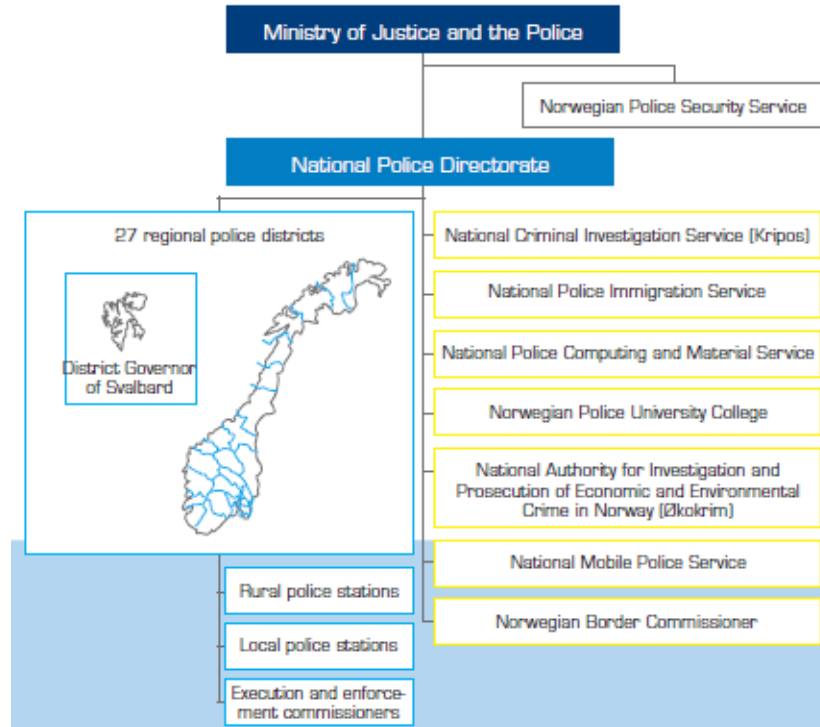 Ministry of Justice and the Police
Norwegian Police Security Service
National Police Directorate
27 regional police districts
District Governor
of Svalbard
Rural police stations
Local police stations
Execution and enforce-
ment commissioners
National Criminal Investigation Service (Kripos)
National Police Immigration Service
National Police Computing and Material Service
Norwegian Police University College
National Authority for Investigation and
Prosecution of Economic and Environmental
Crime in Norway (Økokrim)
National Mobile Police Service
Norwegian Border Commissioner